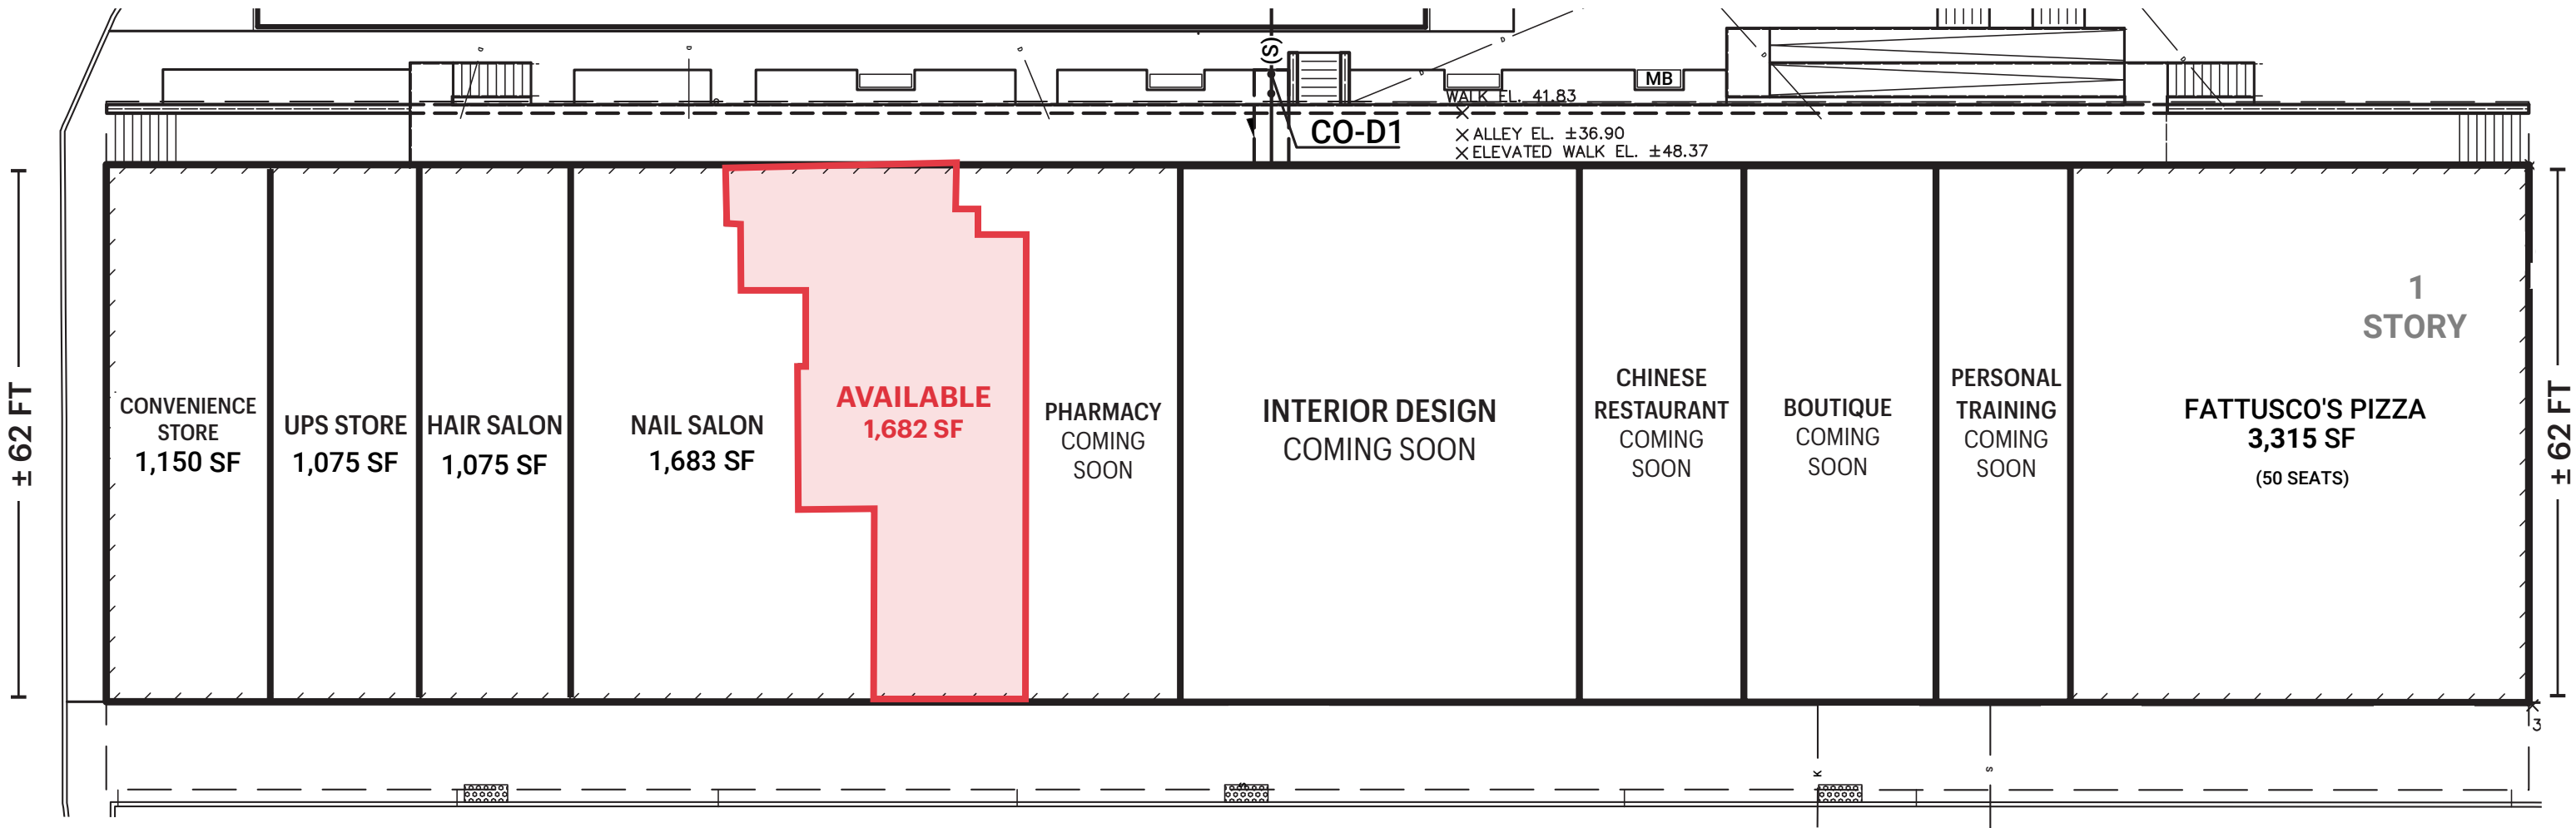 (S)
MB
WALK EL. 41.83
CO-D1
X ALLEY EL. ±36.90
X ELEVATED WALK EL. ±48.37
± 62 FT
CONVENIENCE
STORE
1,150 SF
UPS STORE
1,075 SF
HAIR SALON
1,075 SF
NAIL SALON
1,683 SF
AVAILABLE
1,682 SF
PHARMACY
COMING
SOON
INTERIOR DESIGN
COMING SOON
CHINESE
RESTAURANT
COMING
SOON
BOUTIQUE
COMING
SOON
PERSONAL
TRAINING
COMING
SOON
1
STORY
FATTUSCO'S PIZZA
3,315 SF
(50 SEATS)
± 62 FT
3
K
S